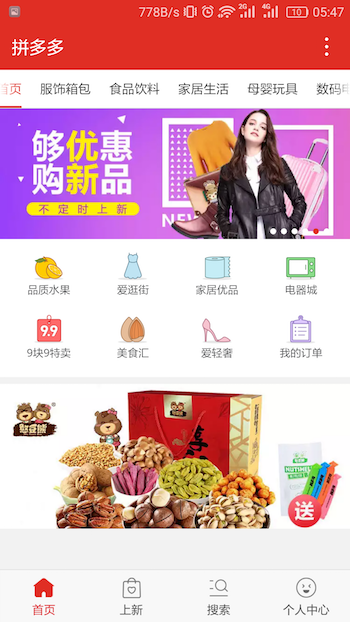 778B/s 2G 4G 10 05:47
拼多多
首页 服饰箱包 食品饮料 家居生活 母婴玩具 数码电
够优惠
购新品
不定时上新
NEW
品质水果 爱逛街 家居优品 电器城
9.9
9块9特卖 美食汇 爱轻奢 我的订单
憨豆熊
享
NUTSHELL
送
首页 上新 搜索 个人中心